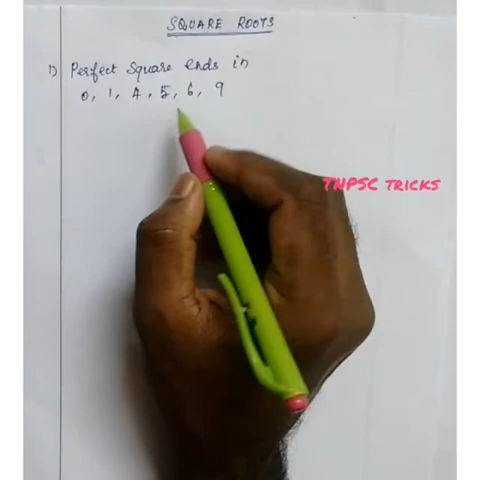 SQUARE ROOTS
1) Perfect Square ends in
0, 1, 4, 5, 6, 9
TNPSC TRICKS